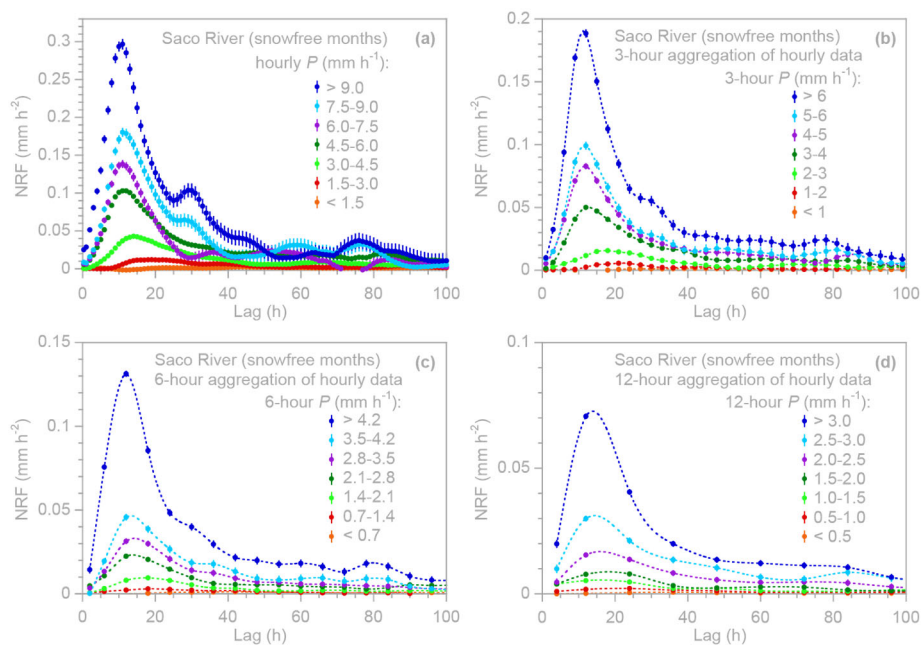 Saco River (snowfree months) (a)
hourly P (mm h⁻¹):
> 9.0
7.5-9.0
6.0-7.5
4.5-6.0
3.0-4.5
1.5-3.0
< 1.5
NRF (mm h⁻²)
0.3
0.25
0.2
0.15
0.1
0.05
0
0 20 40 60 80 100
Lag (h)
Saco River (snowfree months) (b)
3-hour aggregation of hourly data
3-hour P (mm h⁻¹):
> 6
5-6
4-5
3-4
2-3
1-2
< 1
NRF (mm h⁻²)
0.2
0.15
0.10
0.05
0
0 20 40 60 80 100
Lag (h)
Saco River (snowfree months) (c)
6-hour aggregation of hourly data
6-hour P (mm h⁻¹):
> 4.2
3.5-4.2
2.8-3.5
2.1-2.8
1.4-2.1
0.7-1.4
< 0.7
NRF (mm h⁻²)
0.15
0.1
0.05
0
0 20 40 60 80 100
Lag (h)
Saco River (snowfree months) (d)
12-hour aggregation of hourly data
12-hour P (mm h⁻¹):
> 3.0
2.5-3.0
2.0-2.5
1.5-2.0
1.0-1.5
0.5-1.0
< 0.5
NRF (mm h⁻²)
0.1
0.05
0
0 20 40 60 80 100
Lag (h)